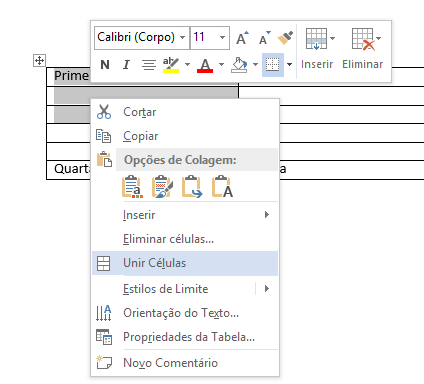 Calibri (Corpo) 11 A A
N I A Inserir Eliminar
Prime
Cortar
Copiar
Opções de Colagem:
a A
Quarta a
Inserir
Eliminar células...
Unir Células
Estilos de Limite
Orientação do Texto...
Propriedades da Tabela...
Novo Comentário